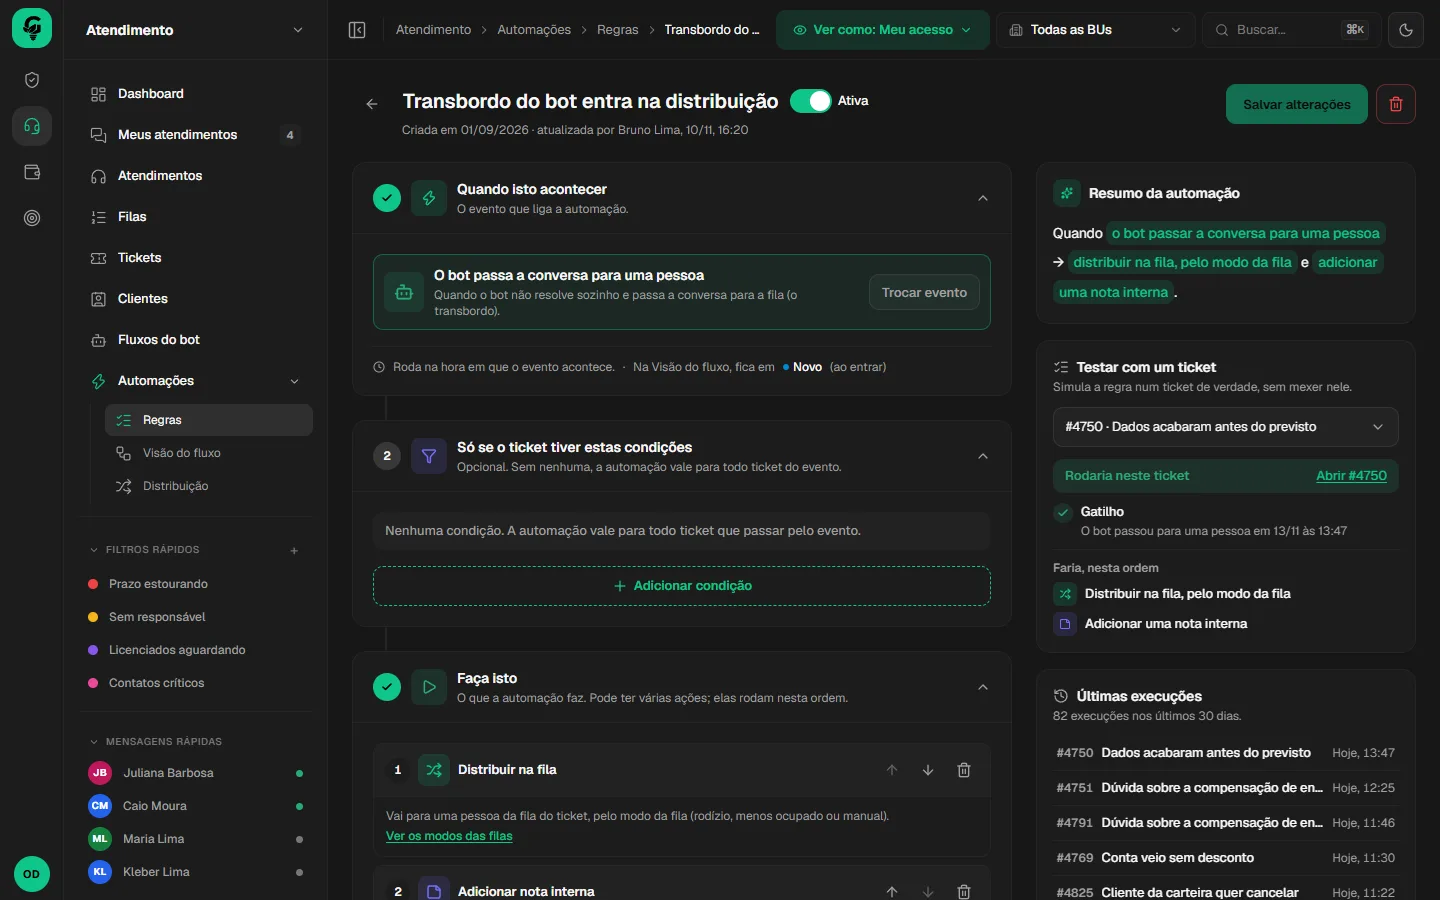 Atendimento
Atendimento
Automações
Regras
Transbordo do ...
Ver como: Meu acesso
Todas as BUs
Buscar...
⌘K
Dashboard
Meus atendimentos
4
Atendimentos
Filas
Tickets
Clientes
Fluxos do bot
Automações
Regras
Visão do fluxo
Distribuição
FILTROS RÁPIDOS
+
Prazo estourando
Sem responsável
Licenciados aguardando
Contatos críticos
MENSAGENS RÁPIDAS
JB Juliana Barbosa
CM Caio Moura
ML Maria Lima
KL Kleber Lima
OD
Transbordo do bot entra na distribuição
Ativa
Criada em 01/09/2026 · atualizada por Bruno Lima, 10/11, 16:20
Salvar alterações
Quando isto acontecer
O evento que liga a automação.
O bot passa a conversa para uma pessoa
Quando o bot não resolve sozinho e passa a conversa para a fila (o
transbordo).
Trocar evento
Roda na hora em que o evento acontece. · Na Visão do fluxo, fica em Novo (ao entrar)
2
Só se o ticket tiver estas condições
Opcional. Sem nenhuma, a automação vale para todo ticket do evento.
Nenhuma condição. A automação vale para todo ticket que passar pelo evento.
+ Adicionar condição
Faça isto
O que a automação faz. Pode ter várias ações; elas rodam nesta ordem.
1 Distribuir na fila
Vai para uma pessoa da fila do ticket, pelo modo da fila (rodízio, menos ocupado ou manual).
Ver os modos das filas
2 Adicionar nota interna
Resumo da automação
Quando o bot passar a conversa para uma pessoa
→ distribuir na fila, pelo modo da fila e adicionar
uma nota interna .
Testar com um ticket
Simula a regra num ticket de verdade, sem mexer nele.
#4750 · Dados acabaram antes do previsto
Rodaria neste ticket
Abrir #4750
Gatilho
O bot passou para uma pessoa em 13/11 às 13:47
Faria, nesta ordem
Distribuir na fila, pelo modo da fila
Adicionar uma nota interna
Últimas execuções
82 execuções nos últimos 30 dias.
#4750 Dados acabaram antes do previsto Hoje, 13:47
#4751 Dúvida sobre a compensação de en... Hoje, 12:25
#4791 Dúvida sobre a compensação de en... Hoje, 11:46
#4769 Conta veio sem desconto Hoje, 11:30
#4825 Cliente da carteira quer cancelar Hoje, 11:22